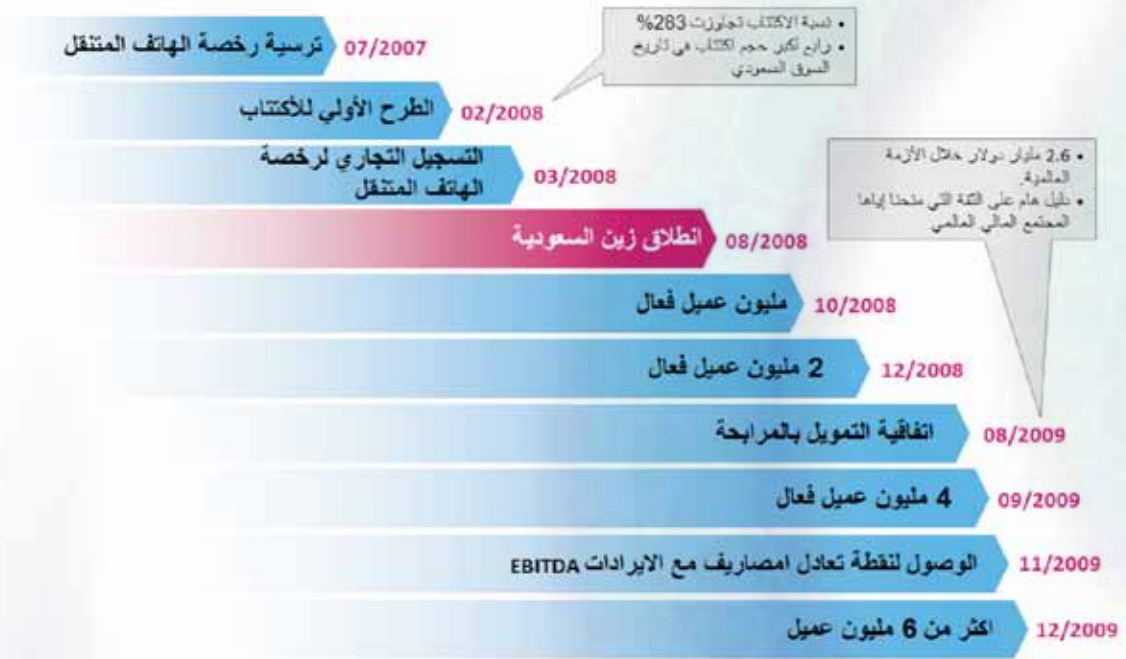 ترسية رخصة الهاتف المتنقل 07/2007
• نسبة الاكتتاب تجاوزت 283%
• رابع أكبر حجم اكتتاب في تاريخ
السوق السعودي
الطرح الأولي للأكتتاب 02/2008
التسجيل التجاري لرخصة
الهاتف المتنقل 03/2008
انطلاق زين السعودية 08/2008
مليون عميل فعال 10/2008
2 مليون عميل فعال 12/2008
• 2.6 مليار دولار خلال الأزمة
العالمية.
• دليل هام على الثقة التي منحنا إياها
المجتمع المالي العالمي
اتفاقية التمويل بالمرابحة 08/2009
4 مليون عميل فعال 09/2009
الوصول لنقطة تعادل امصاريف مع الايرادات EBITDA 11/2009
اكثر من 6 مليون عميل 12/2009